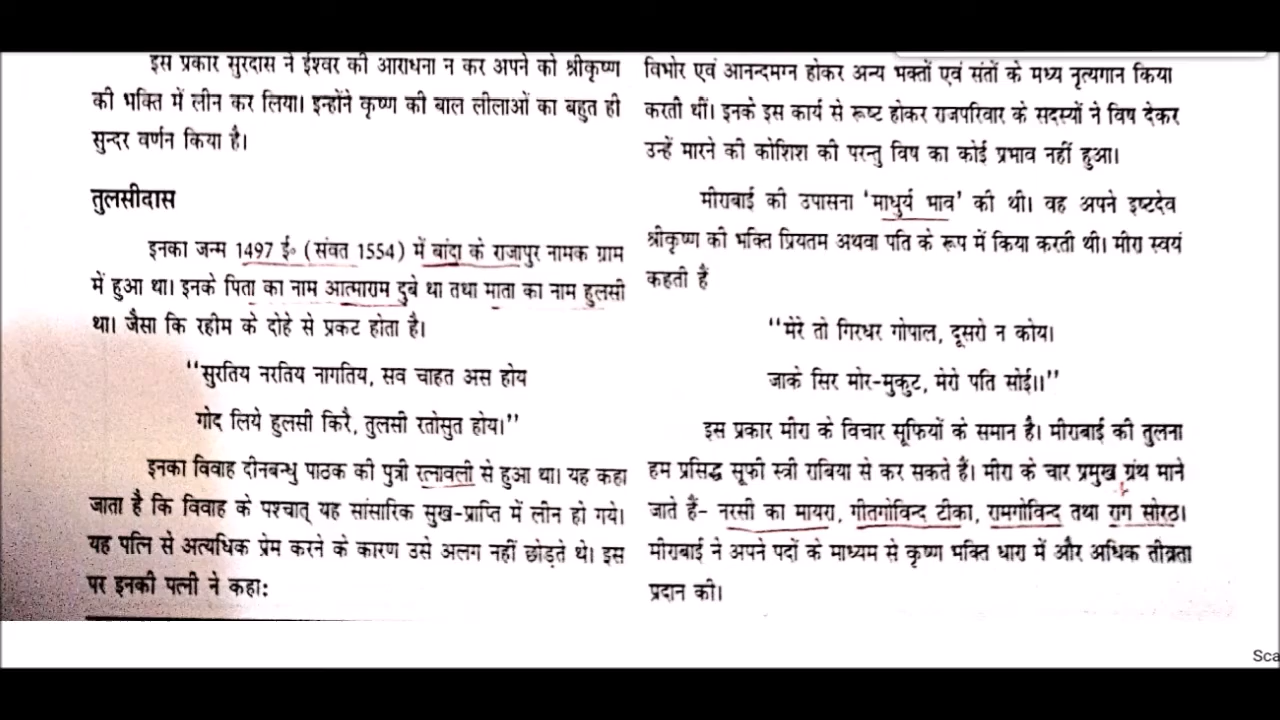 इस प्रकार सुरदास ने ईश्वर की आराधना न कर अपने को श्रीकृष्ण
की भक्ति में लीन कर लिया। इन्होंने कृष्ण की बाल लीलाओं का बहुत ही
सुन्दर वर्णन किया है।
तुलसीदास
इनका जन्म 1497 ई॰ (संवत 1554) में बांदा के राजापुर नामक ग्राम
में हुआ था। इनके पिता का नाम आत्माराम दुबे था तथा माता का नाम हुलसी
था। जैसा कि रहीम के दोहे से प्रकट होता है।
“सुरतिय नरतिय नागतिय, सव चाहत अस होय
गोद लिये हुलसी किरै, तुलसी रतोसुत होय।”
इनका विवाह दीनबन्धु पाठक की पुत्री रत्नावली से हुआ था। यह कहा
जाता है कि विवाह के पश्चात् यह सांसारिक सुख-प्राप्ति में लीन हो गये।
यह पत्नि से अत्यधिक प्रेम करने के कारण उसे अलग नहीं छोड़ते थे। इस
पर इनकी पत्नी ने कहा:
विभोर एवं आनन्दमग्न होकर अन्य भक्तों एवं संतों के मध्य नृत्यगान किया
करती थीं। इनके इस कार्य से रूष्ट होकर राजपरिवार के सदस्यों ने विष देकर
उन्हें मारने की कोशिश की परन्तु विष का कोई प्रभाव नहीं हुआ।
मीराबाई की उपासना ‘माधुर्य भाव’ की थी। वह अपने इष्टदेव
श्रीकृष्ण की भक्ति प्रियतम अथवा पति के रूप में किया करती थी। मीरा स्वयं
कहती हैं
“मेरे तो गिरधर गोपाल, दूसरो न कोय।
जाके सिर मोर-मुकुट, मेरो पति सोई।।”
इस प्रकार मीरा के विचार सूफियों के समान है। मीराबाई की तुलना
हम प्रसिद्ध सूफी स्त्री राबिया से कर सकते हैं। मीरा के चार प्रमुख ग्रंथ माने
जाते हैं- नरसी का मायरा, गीतगोविन्द टीका, रामगोविन्द तथा राग सोरठ।
मीराबाई ने अपने पदों के माध्यम से कृष्ण भक्ति धारा में और अधिक तीव्रता
प्रदान की।
Sca